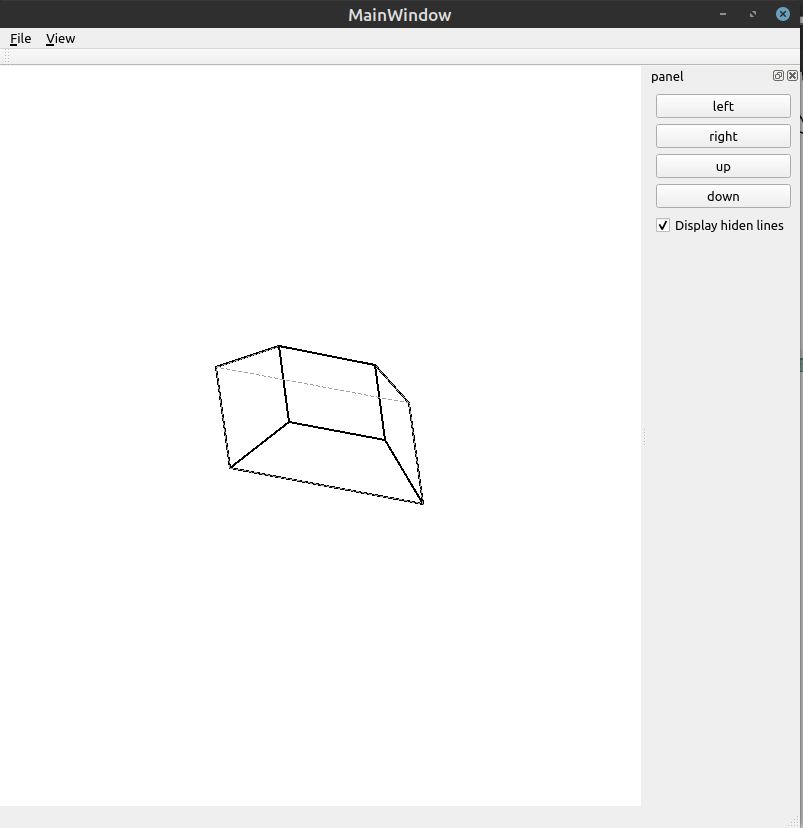 MainWindow
File View
panel
left
right
up
down
Display hiden lines